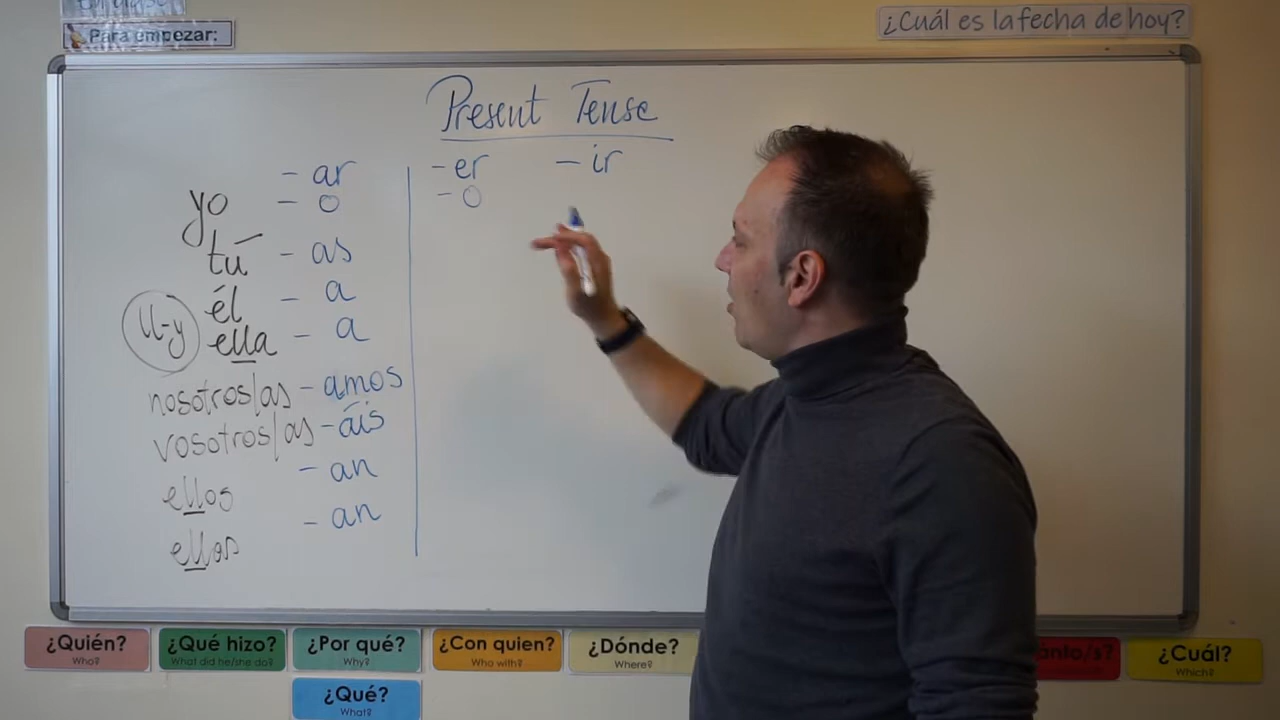 Para empezar:
¿Cuál es la fecha de hoy?
Present Tense
- ar - er - ir
yo - o - o
tú - as
él - a
ll-y ella - a
nosotros/as - amos
vosotros/as - áis
ellos - an
ellas - an
¿Quién? ¿Qué hizo? ¿Por qué? ¿Con quien? ¿Dónde? ánto/s? ¿Cuál?
Who? What did he/she do? Why? Who with? Where? Which?
¿Qué?
What?